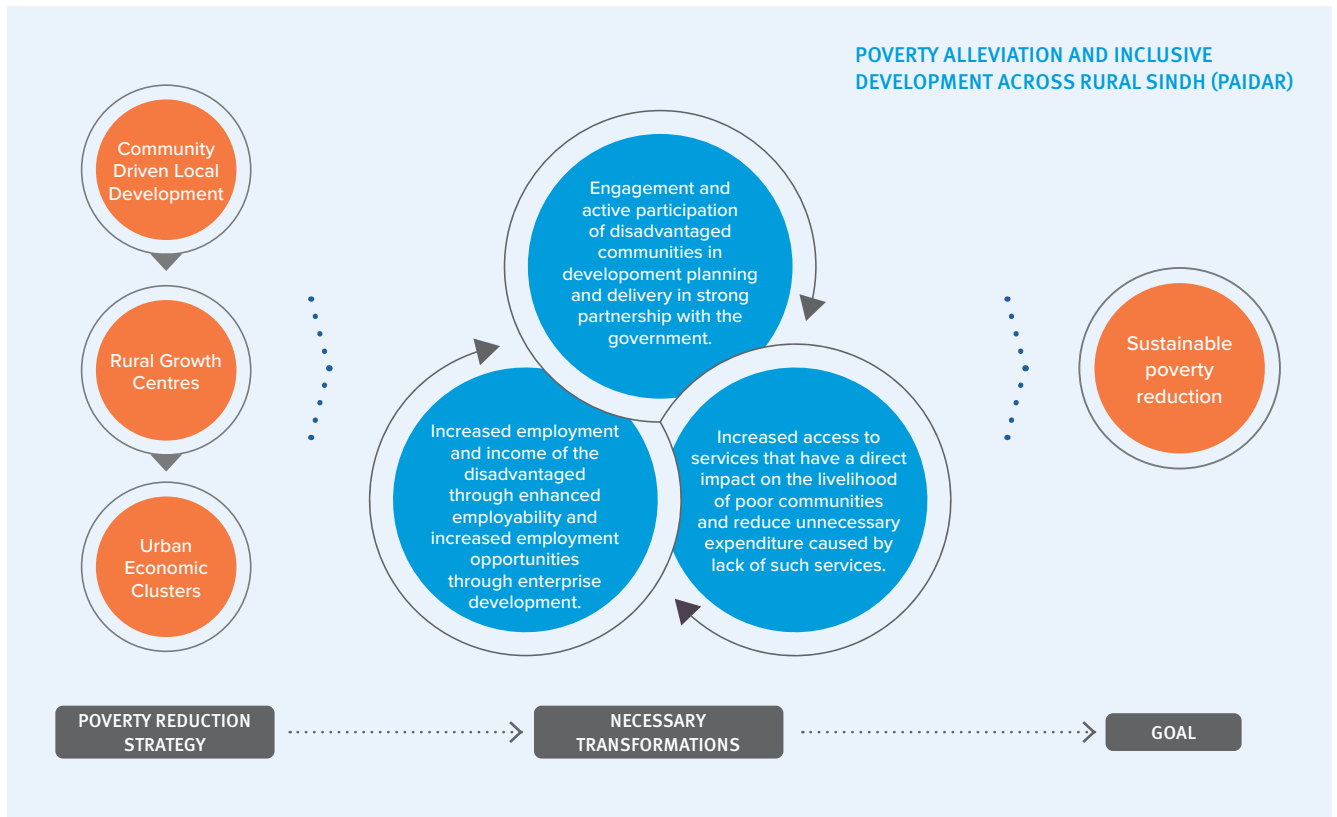 POVERTY ALLEVIATION AND INCLUSIVE
DEVELOPMENT ACROSS RURAL SINDH (PAIDAR)
Community
Driven Local
Development
Rural Growth
Centres
Urban
Economic
Clusters
Engagement and
active participation
of disadvantaged
communities in
developoment planning
and delivery in strong
partnership with the
government.
Increased employment
and income of the
disadvantaged
through enhanced
employability and
increased employment
opportunities
through enterprise
development.
Increased access to
services that have a direct
impact on the livelihood
of poor communities
and reduce unnecessary
expenditure caused by
lack of such services.
Sustainable
poverty
reduction
POVERTY REDUCTION
STRATEGY
NECESSARY
TRANSFORMATIONS
GOAL